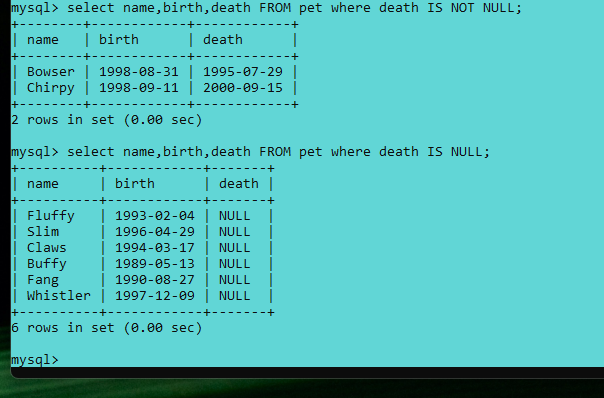 mysql> select name,birth,death FROM pet where death IS NOT NULL;
+--------+------------+------------+
| name   | birth      | death      |
+--------+------------+------------+
| Bowser | 1998-08-31 | 1995-07-29 |
| Chirpy | 1998-09-11 | 2000-09-15 |
+--------+------------+------------+
2 rows in set (0.00 sec)
mysql> select name,birth,death FROM pet where death IS NULL;
+----------+------------+-------+
| name     | birth      | death |
+----------+------------+-------+
| Fluffy   | 1993-02-04 | NULL  |
| Slim     | 1996-04-29 | NULL  |
| Claws    | 1994-03-17 | NULL  |
| Buffy    | 1989-05-13 | NULL  |
| Fang     | 1990-08-27 | NULL  |
| Whistler | 1997-12-09 | NULL  |
+----------+------------+-------+
6 rows in set (0.00 sec)
mysql>